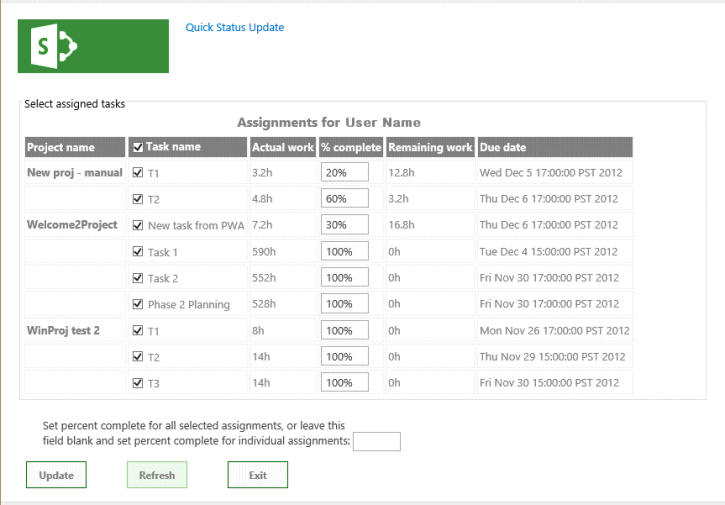 S
Quick Status Update
Select assigned tasks
Assignments for User Name
Project name Task name Actual work % complete Remaining work Due date
New proj - manual T1 3.2h 20% 12.8h Wed Dec 5 17:00:00 PST 2012
T2 4.8h 60% 3.2h Thu Dec 6 17:00:00 PST 2012
Welcome2Project New task from PWA 7.2h 30% 16.8h Thu Dec 6 17:00:00 PST 2012
Task 1 590h 100% 0h Tue Dec 4 15:00:00 PST 2012
Task 2 552h 100% 0h Fri Nov 30 17:00:00 PST 2012
Phase 2 Planning 528h 100% 0h Fri Nov 30 17:00:00 PST 2012
WinProj test 2 T1 8h 100% 0h Mon Nov 26 17:00:00 PST 2012
T2 14h 100% 0h Thu Nov 29 15:00:00 PST 2012
T3 14h 100% 0h Fri Nov 30 15:00:00 PST 2012
Set percent complete for all selected assignments, or leave this
field blank and set percent complete for individual assignments:
Update Refresh Exit